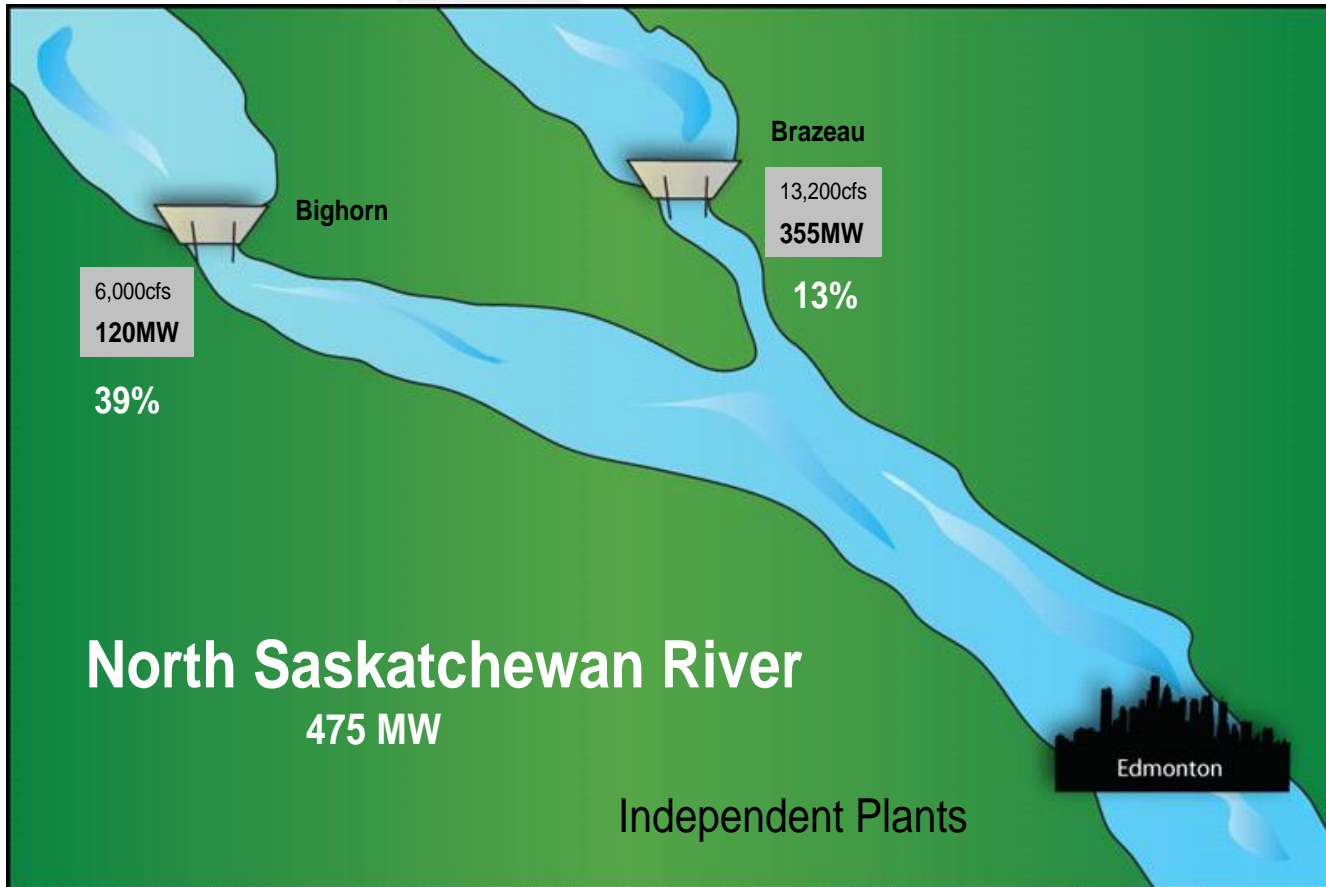 Brazeau
13,200cfs
355MW
13%
Bighorn
6,000cfs
120MW
39%
North Saskatchewan River
475 MW
Edmonton
Independent Plants